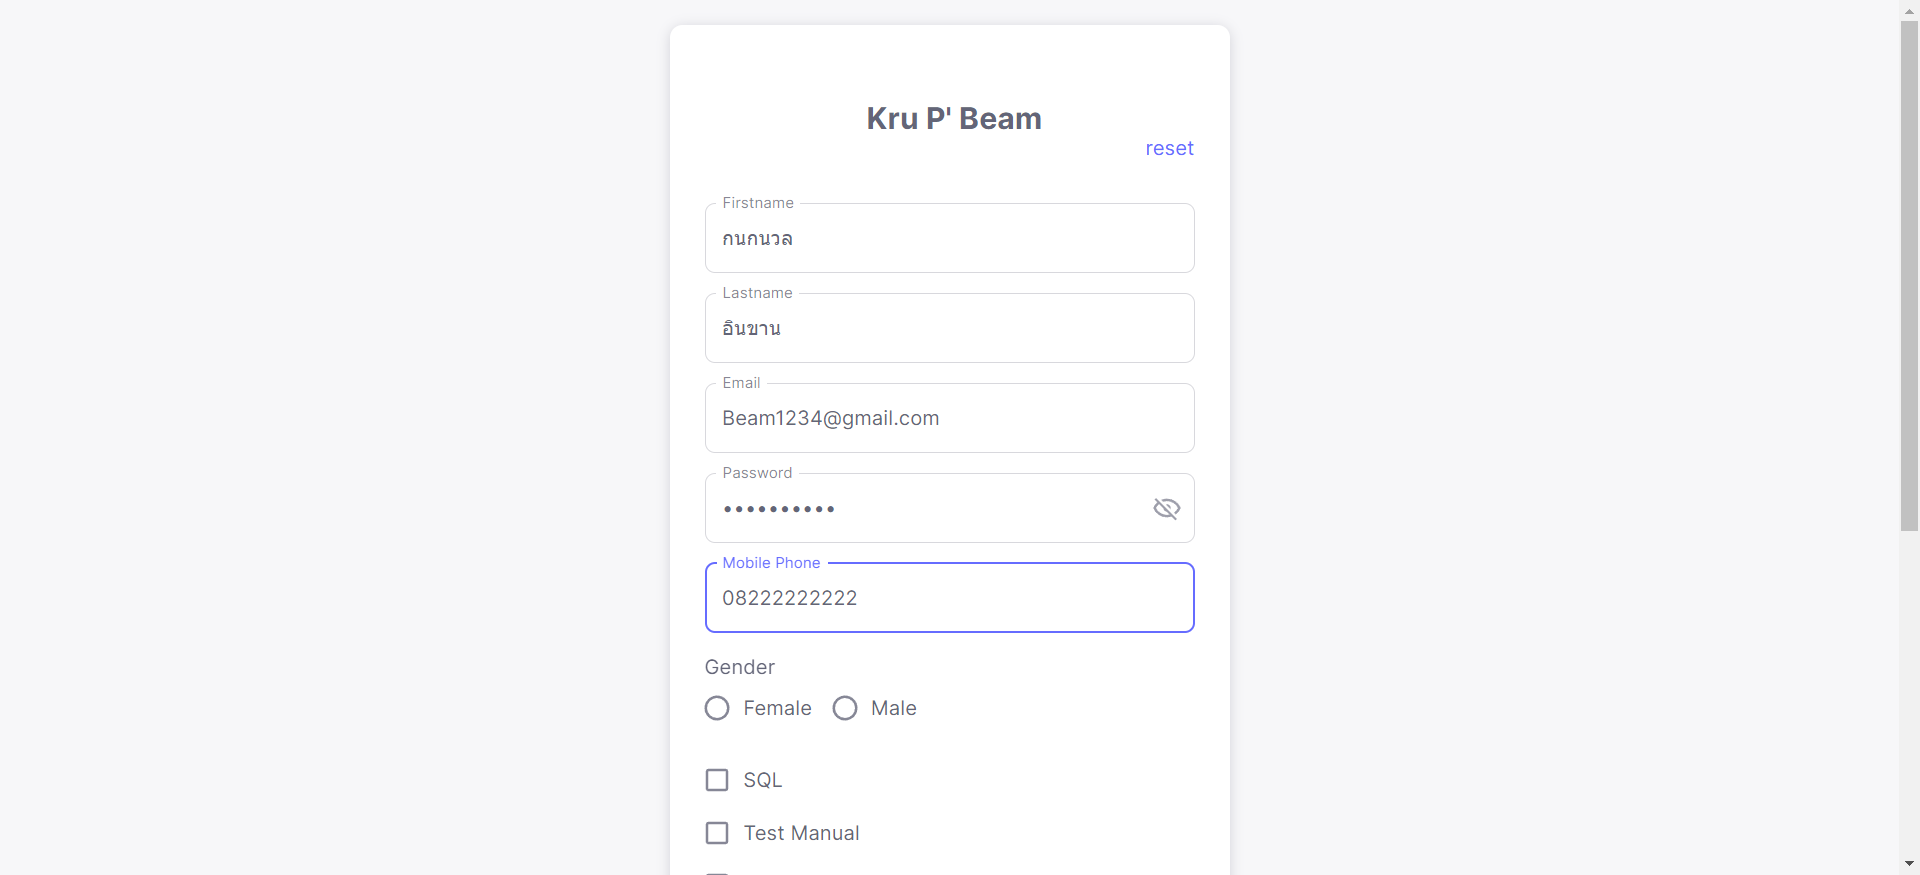 Kru P' Beam
reset
Firstname
กนกนวล
Lastname
อินขาน
Email
Beam1234@gmail.com
Password
••••••••••
Mobile Phone
08222222222
Gender
Female Male
SQL
Test Manual